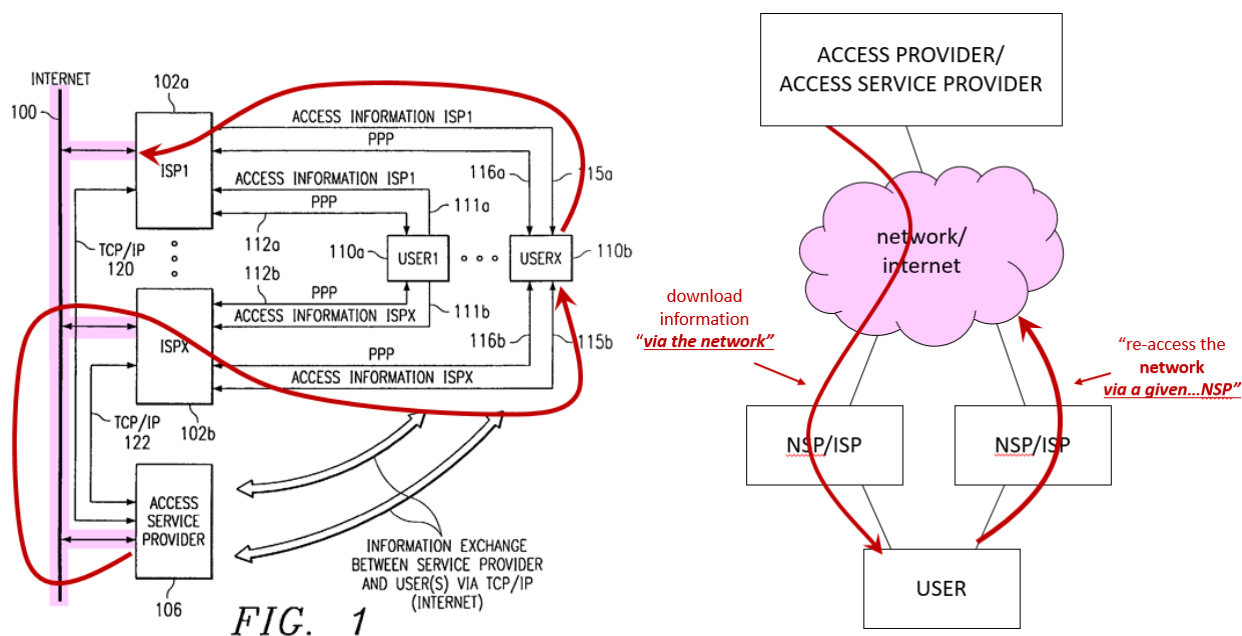 INTERNET
100
102a
ISP1
ACCESS INFORMATION ISP1
PPP
116a
115a
ACCESS INFORMATION ISP1
PPP
111a
112a
TCP/IP
120
110a
USER1
USERX
110b
112b
PPP
111b
ACCESS INFORMATION ISPX
ISPX
116b
115b
PPP
ACCESS INFORMATION ISPX
TCP/IP
122
102b
ACCESS
SERVICE
PROVIDER
106
INFORMATION EXCHANGE
BETWEEN SERVICE PROVIDER
AND USER(S) VIA TCP/IP
(INTERNET)
FIG. 1
ACCESS PROVIDER/
ACCESS SERVICE PROVIDER
network/
internet
download
information
“via the network”
“re-access the
network
via a given...NSP”
NSP/ISP
NSP/ISP
USER